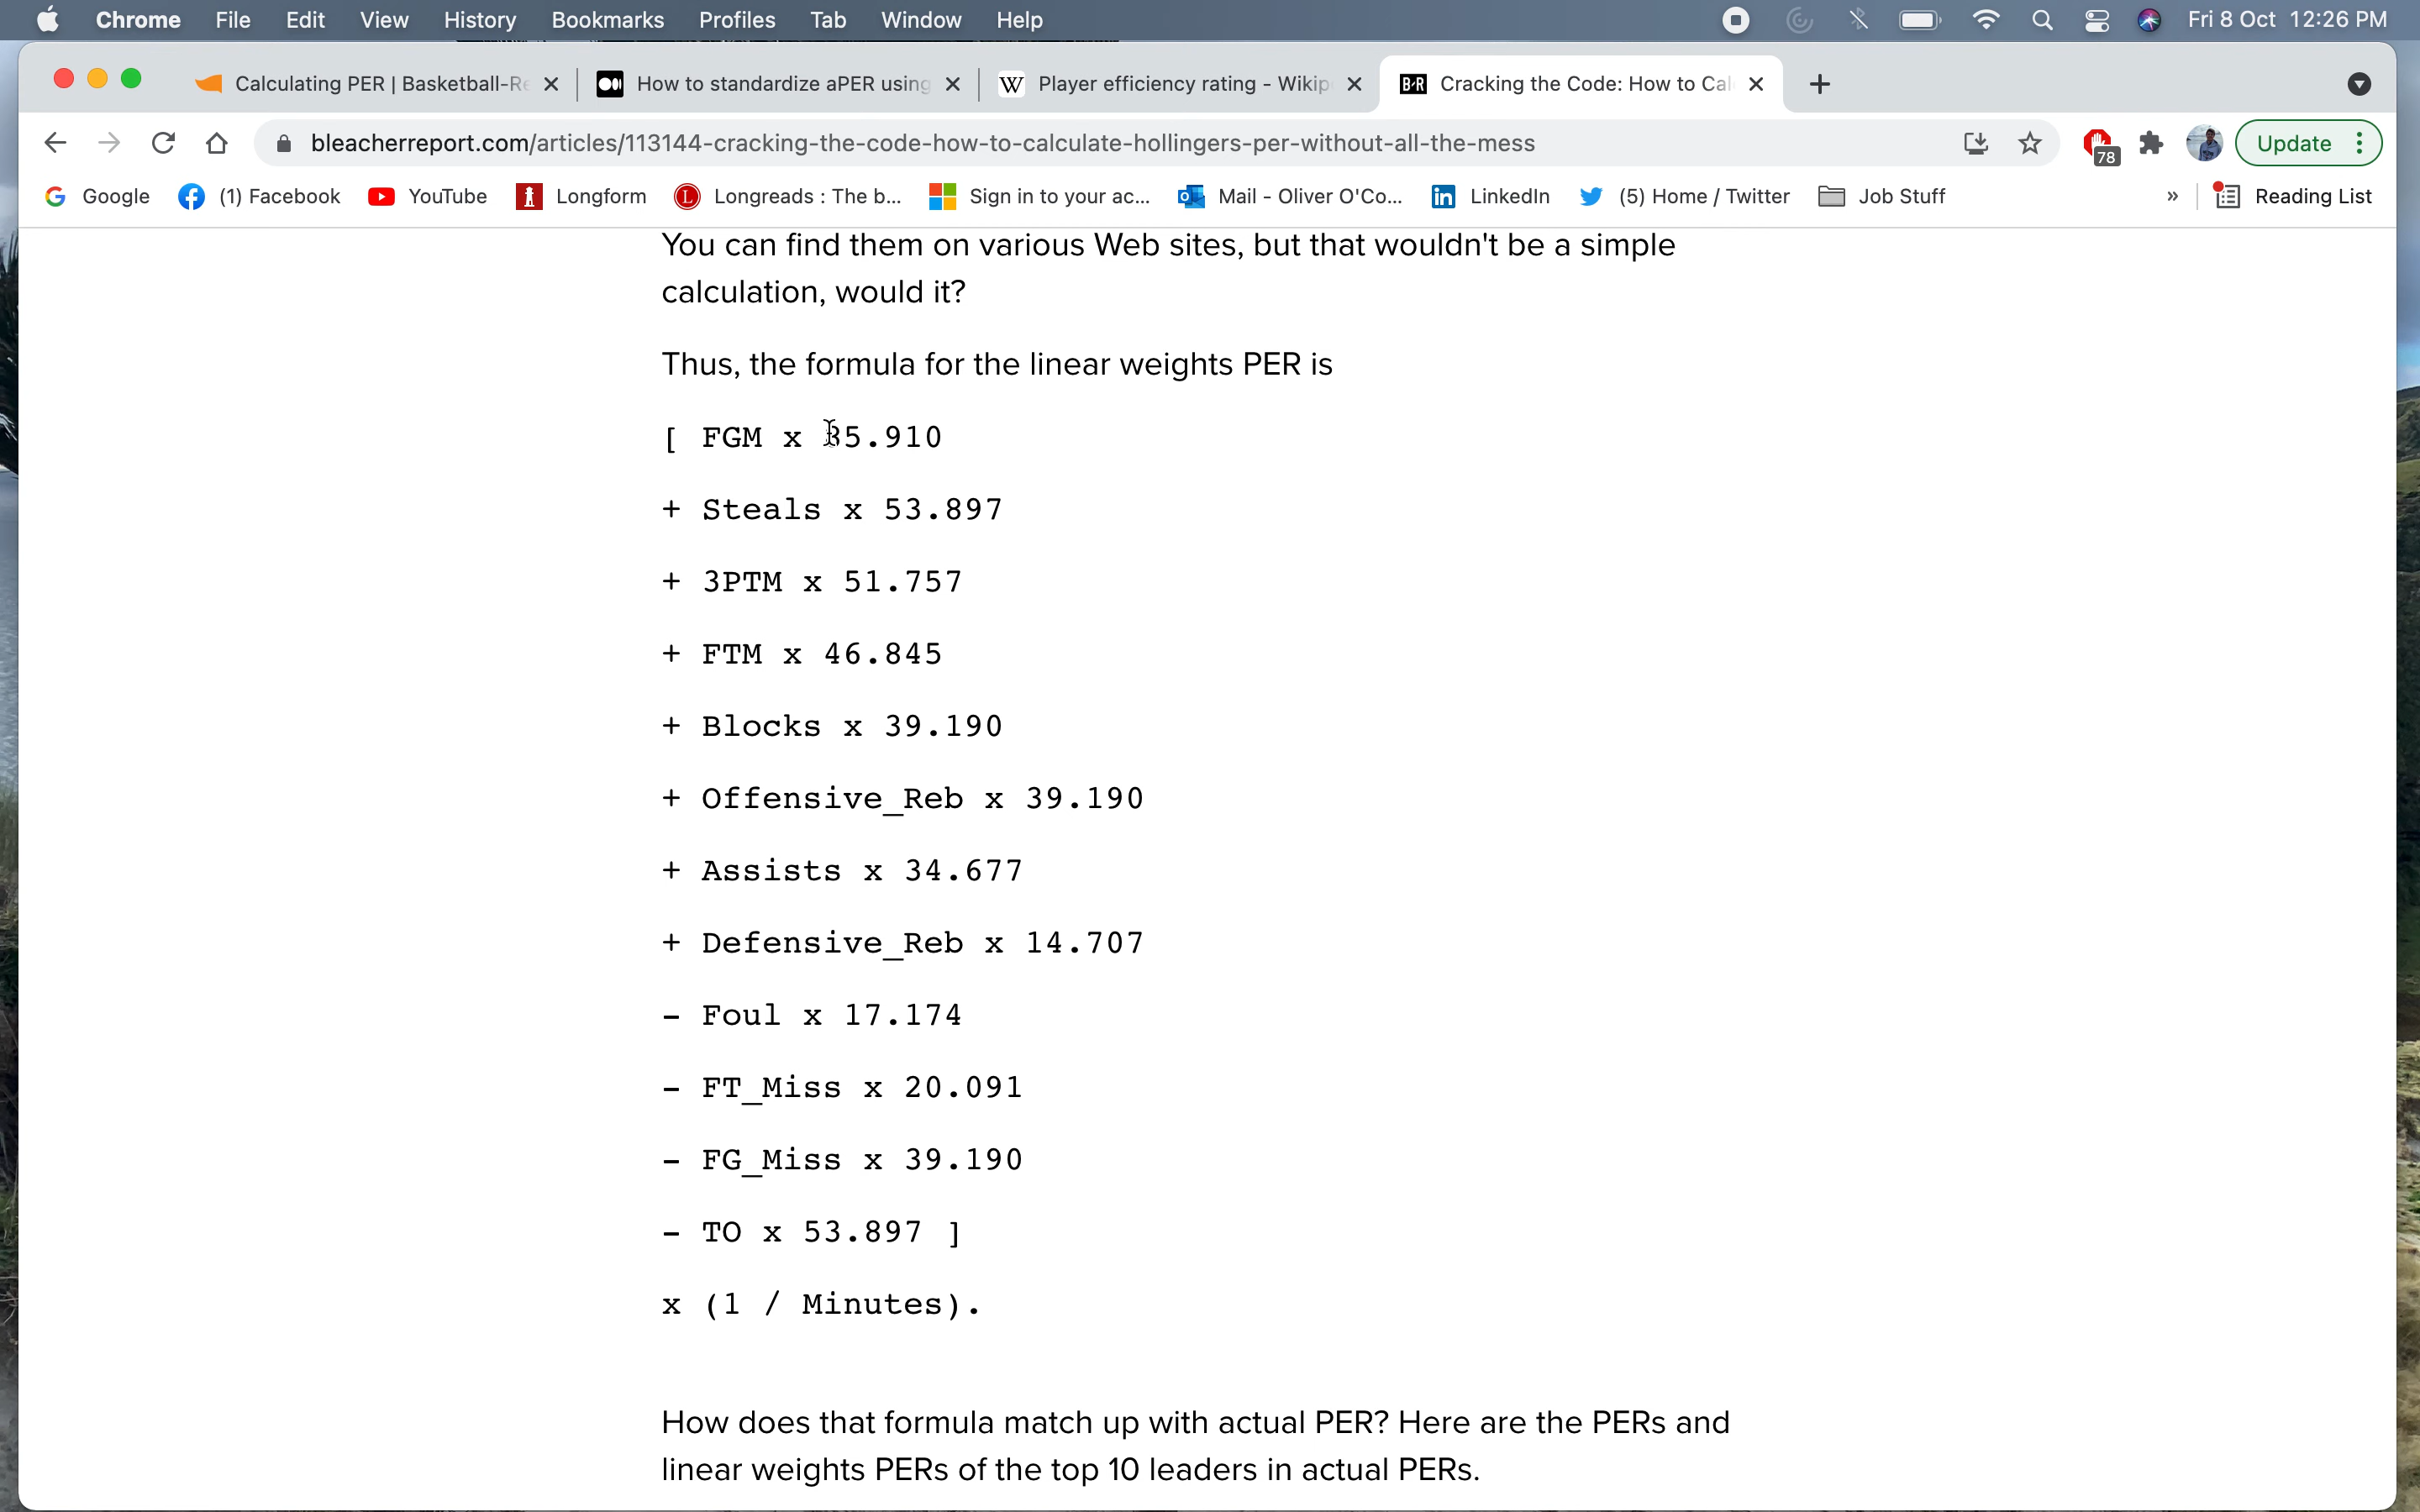 Chrome File Edit View History Bookmarks Profiles Tab Window Help Fri 8 Oct 12:26 PM
Calculating PER | Basketball-Re How to standardize aPER using Player efficiency rating - Wikip Cracking the Code: How to Cal
bleacherreport.com/articles/113144-cracking-the-code-how-to-calculate-hollingers-per-without-all-the-mess 78 Update
Google (1) Facebook YouTube Longform Longreads : The b... Sign in to your ac... Mail - Oliver O'Co... LinkedIn (5) Home / Twitter Job Stuff » Reading List
You can find them on various Web sites, but that wouldn't be a simple
calculation, would it?
Thus, the formula for the linear weights PER is
[ FGM x 85.910
+ Steals x 53.897
+ 3PTM x 51.757
+ FTM x 46.845
+ Blocks x 39.190
+ Offensive_Reb x 39.190
+ Assists x 34.677
+ Defensive_Reb x 14.707
- Foul x 17.174
- FT_Miss x 20.091
- FG_Miss x 39.190
- TO x 53.897 ]
x (1 / Minutes).
How does that formula match up with actual PER? Here are the PERs and
linear weights PERs of the top 10 leaders in actual PERs.